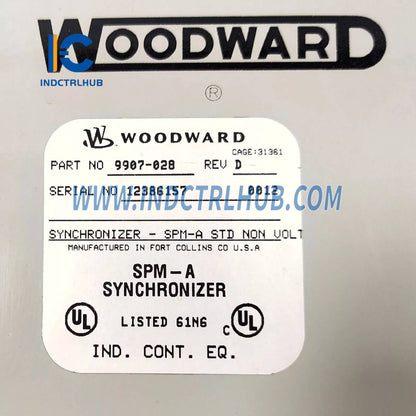 WOODWARD
INDCTRLHUB
®
WOODWARD
CAGE:31361
PART NO 9907-028 REV D
SERIAL NO 12386157 0012
WWW.INDCTRLHUB.COM
SYNCHRONIZER - SPM-A STD NON VOLT
MANUFACTURED IN FORT COLLINS CO U.S.A
SPM-A
SYNCHRONIZER
UL LISTED 61N6 C UL
IND. CONT. EQ.